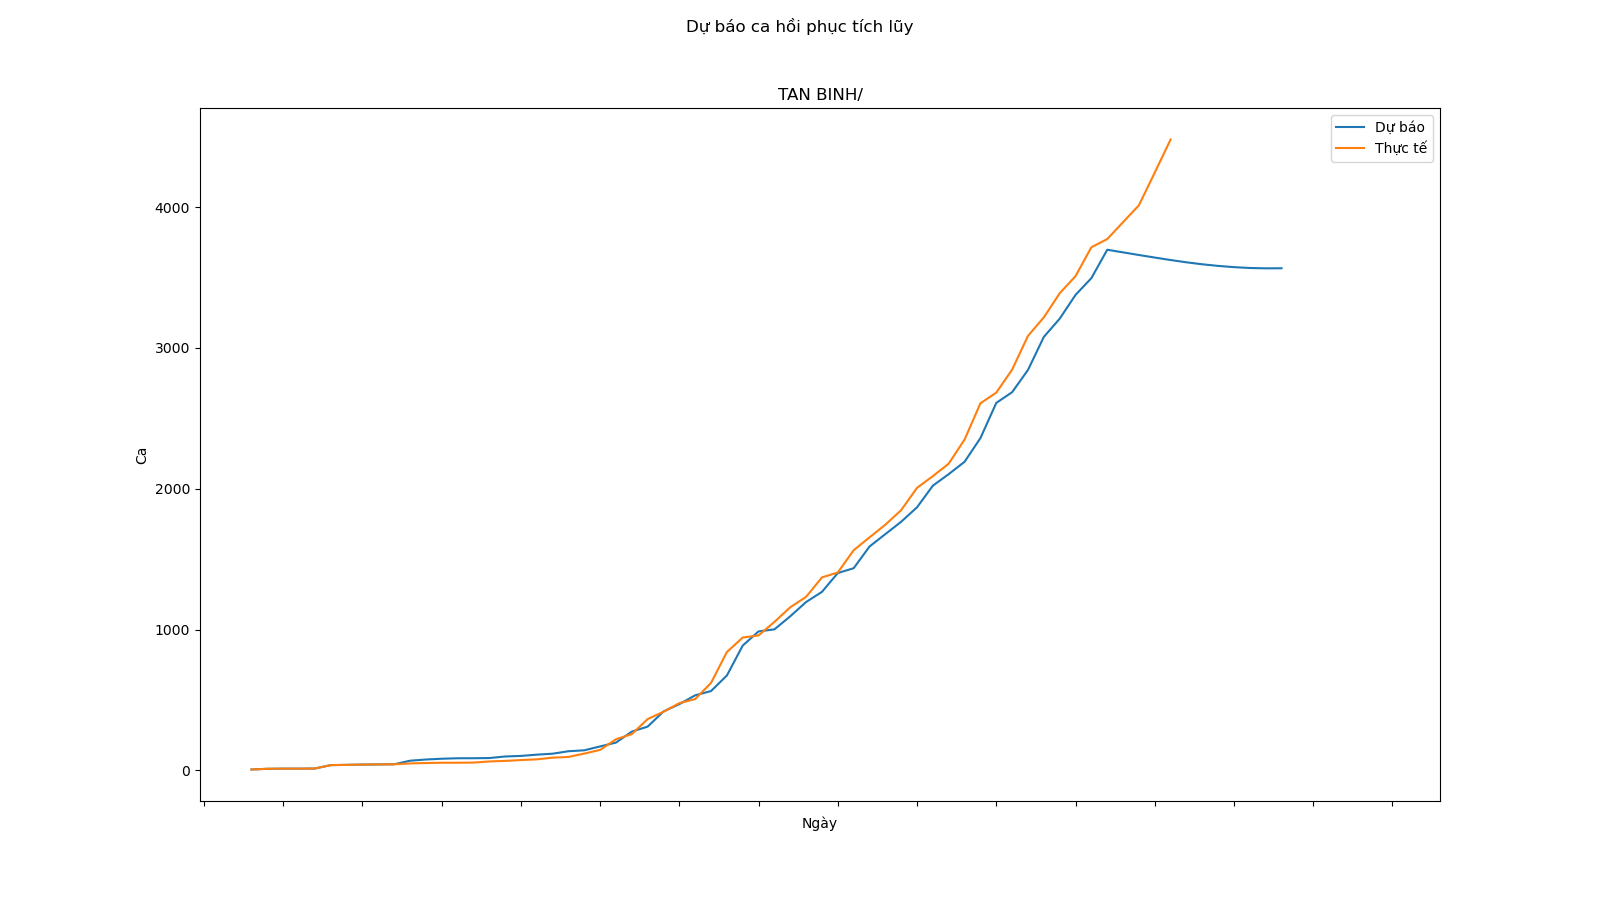 Dự báo ca hồi phục tích lũy
TAN BINH/
Dự báo
Thực tế
4000
3000
2000
1000
0
Ca
Ngày